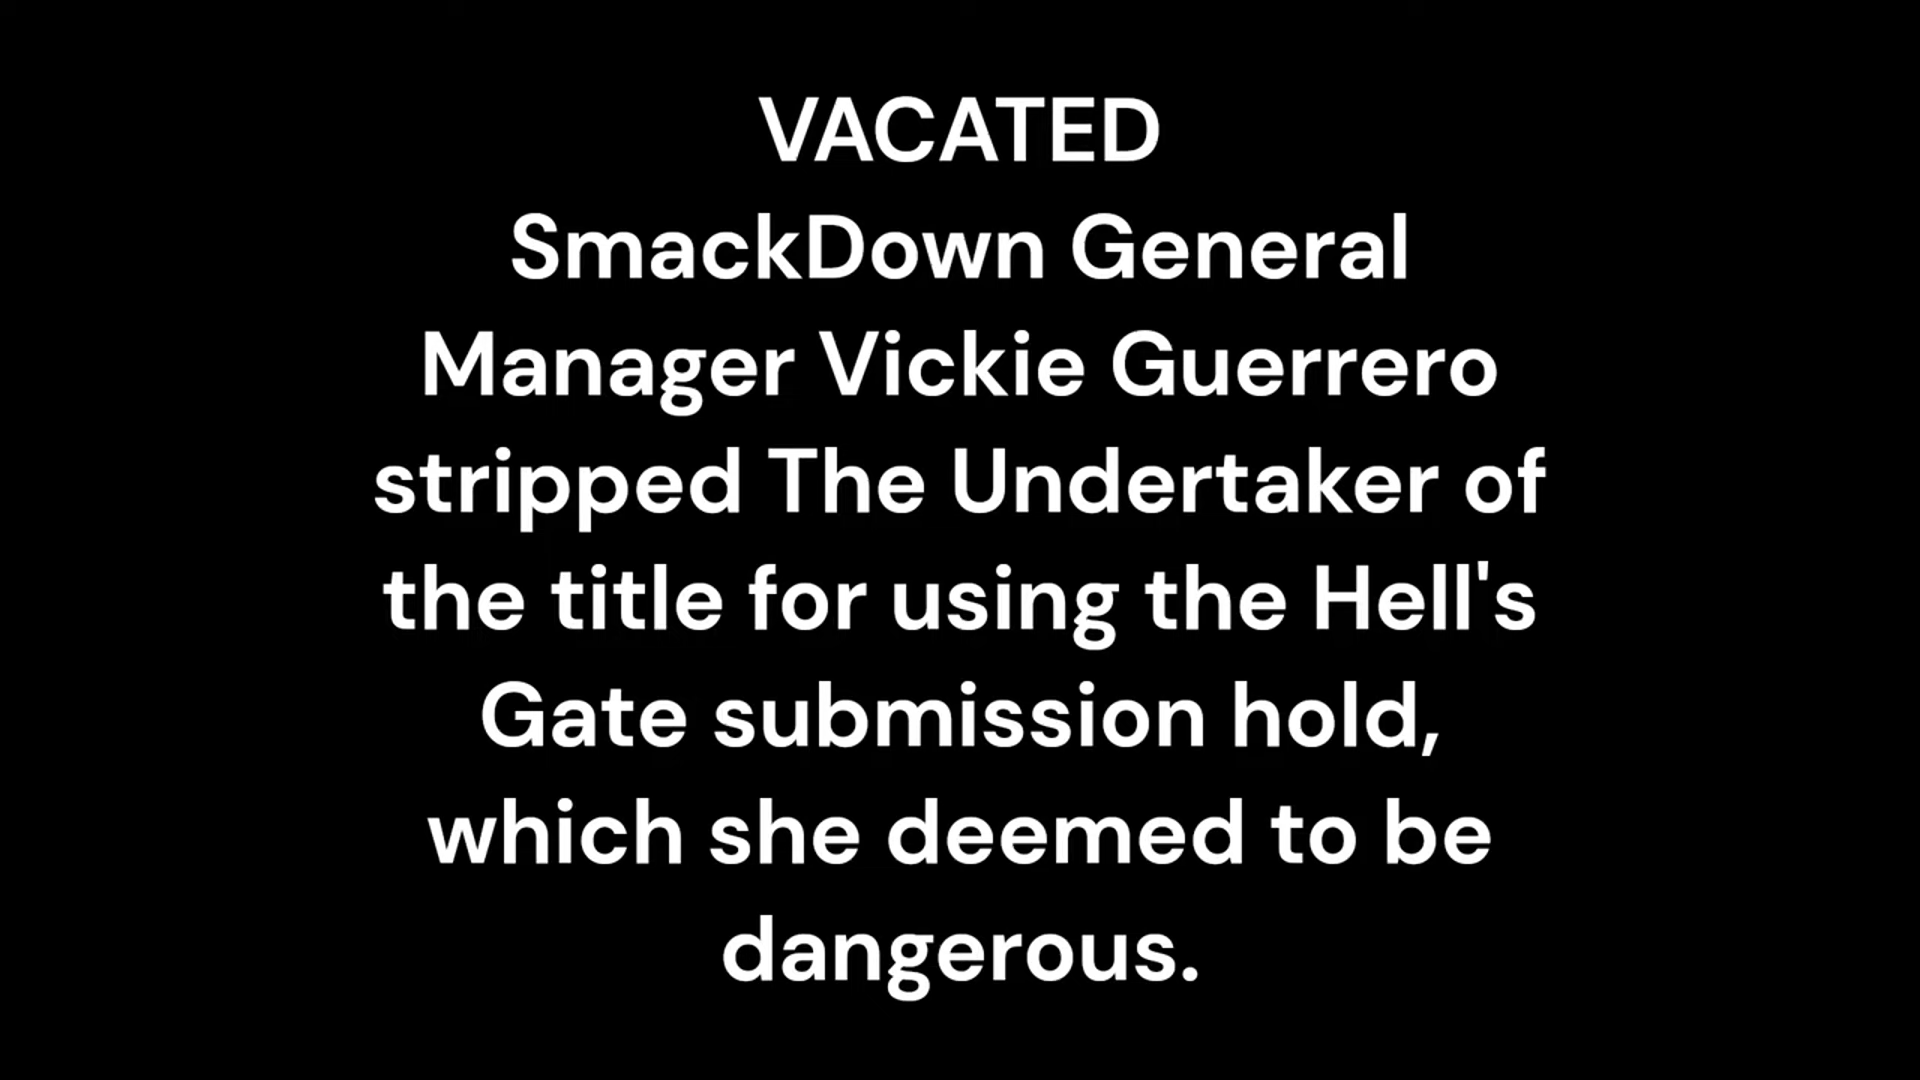 VACATED
SmackDown General
Manager Vickie Guerrero
stripped The Undertaker of
the title for using the Hell's
Gate submission hold,
which she deemed to be
dangerous.